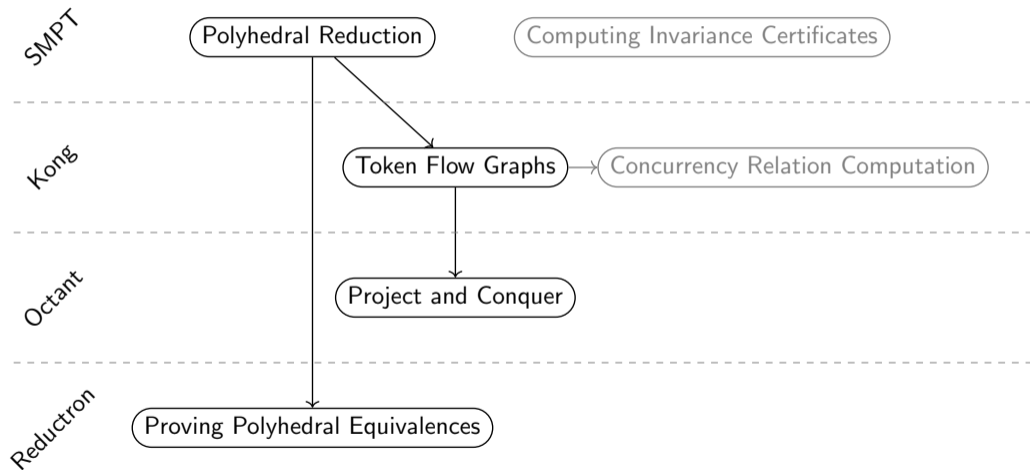 SMPT
Polyhedral Reduction
Computing Invariance Certificates
Kong
Token Flow Graphs
Concurrency Relation Computation
Octant
Project and Conquer
Reductron
Proving Polyhedral Equivalences